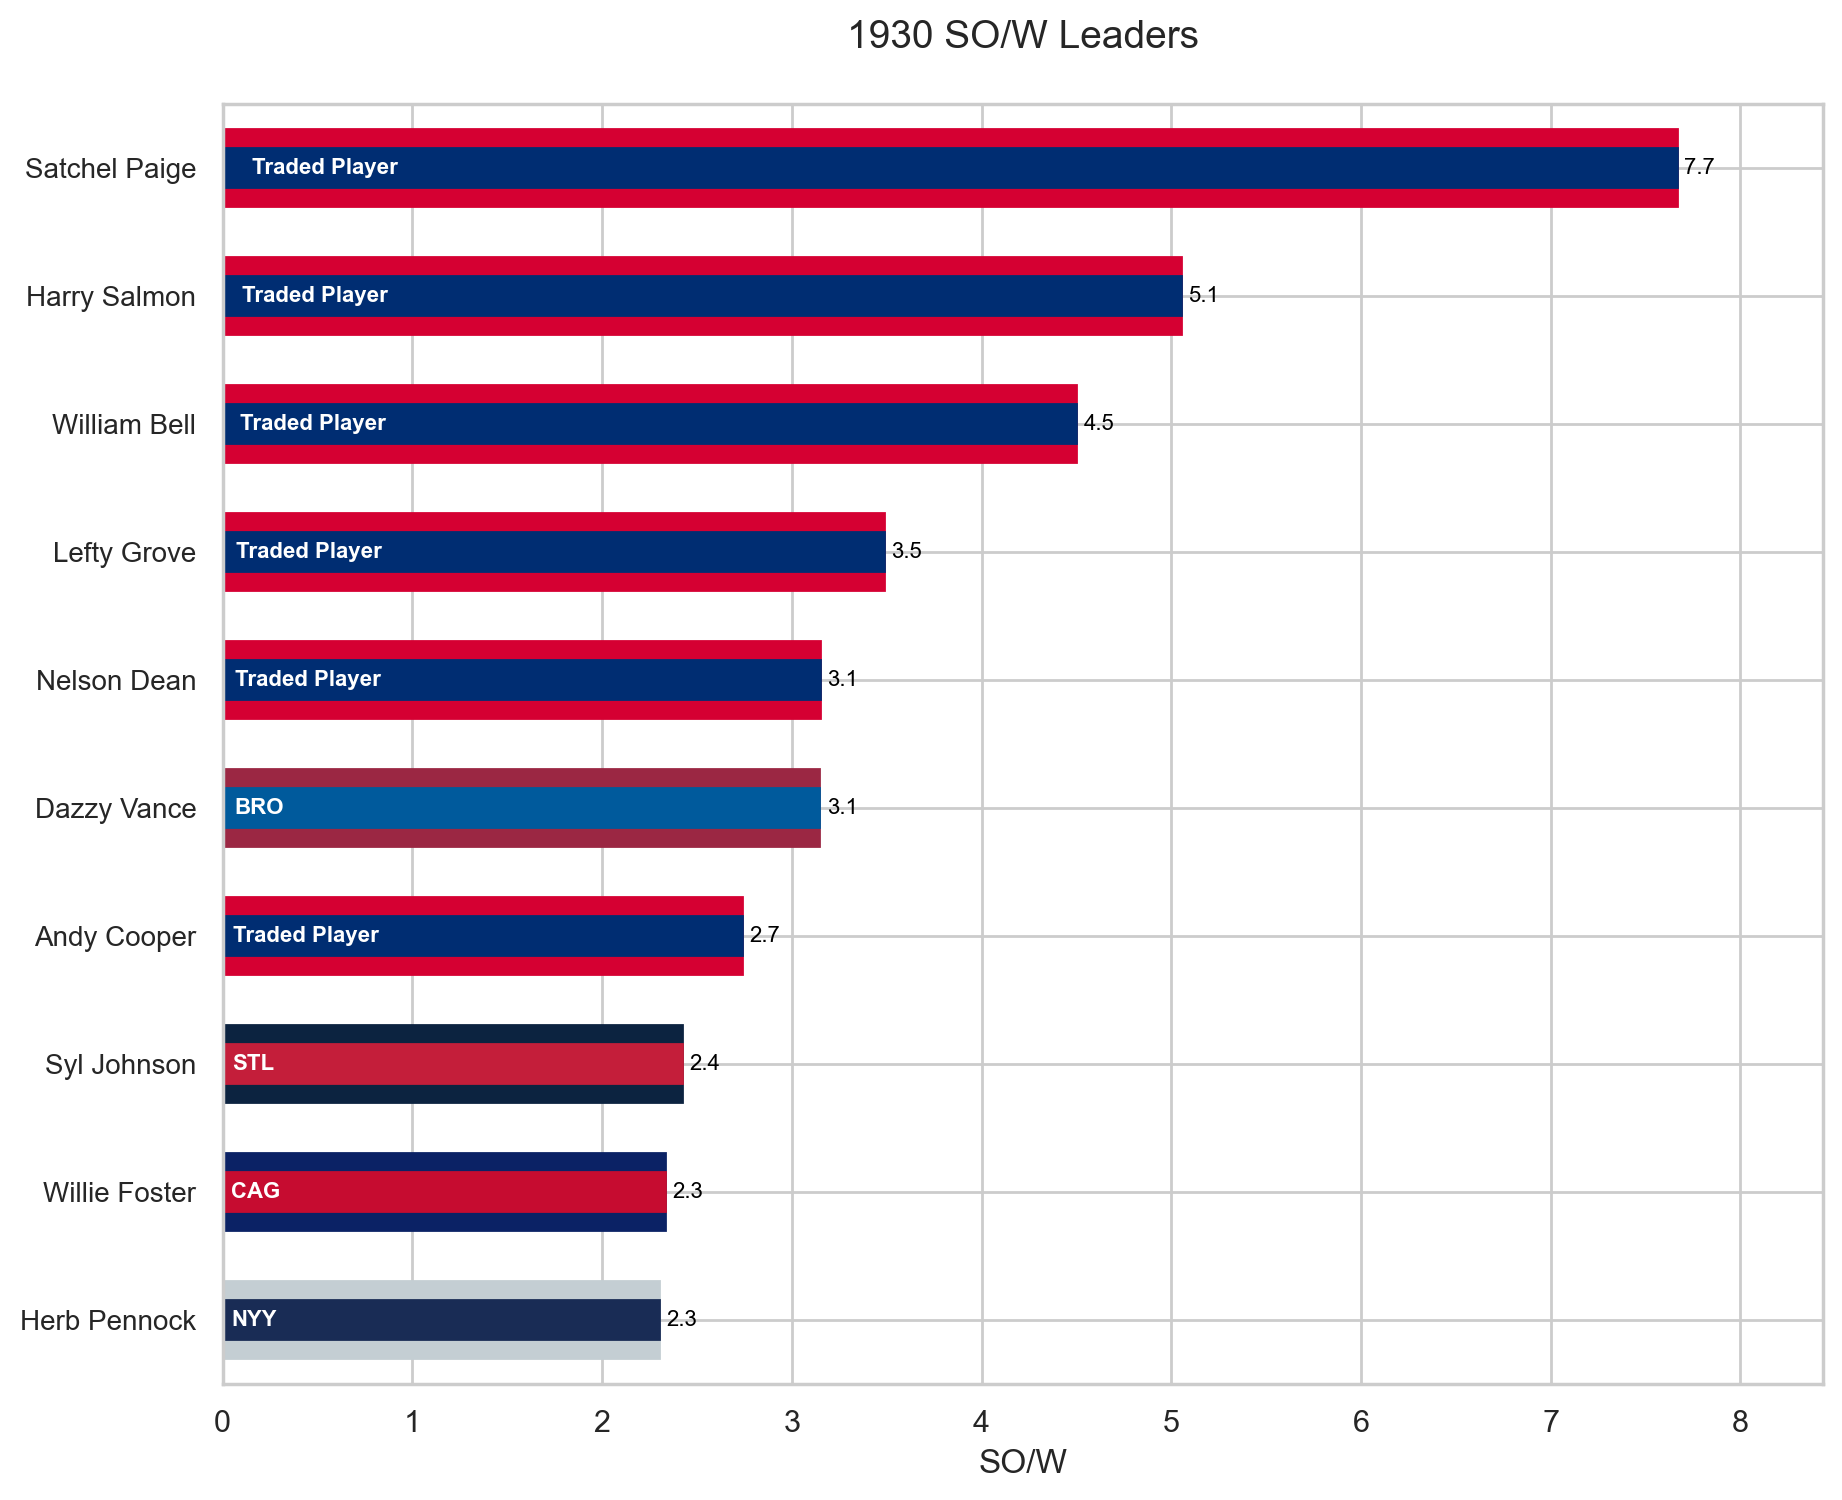 1930 SO/W Leaders
Satchel Paige
Traded Player
7.7
Harry Salmon
Traded Player
5.1
William Bell
Traded Player
4.5
Lefty Grove
Traded Player
3.5
Nelson Dean
Traded Player
3.1
Dazzy Vance
BRO
3.1
Andy Cooper
Traded Player
2.7
Syl Johnson
STL
2.4
Willie Foster
CAG
2.3
Herb Pennock
NYY
2.3
0 1 2 3 4 5 6 7 8
SO/W